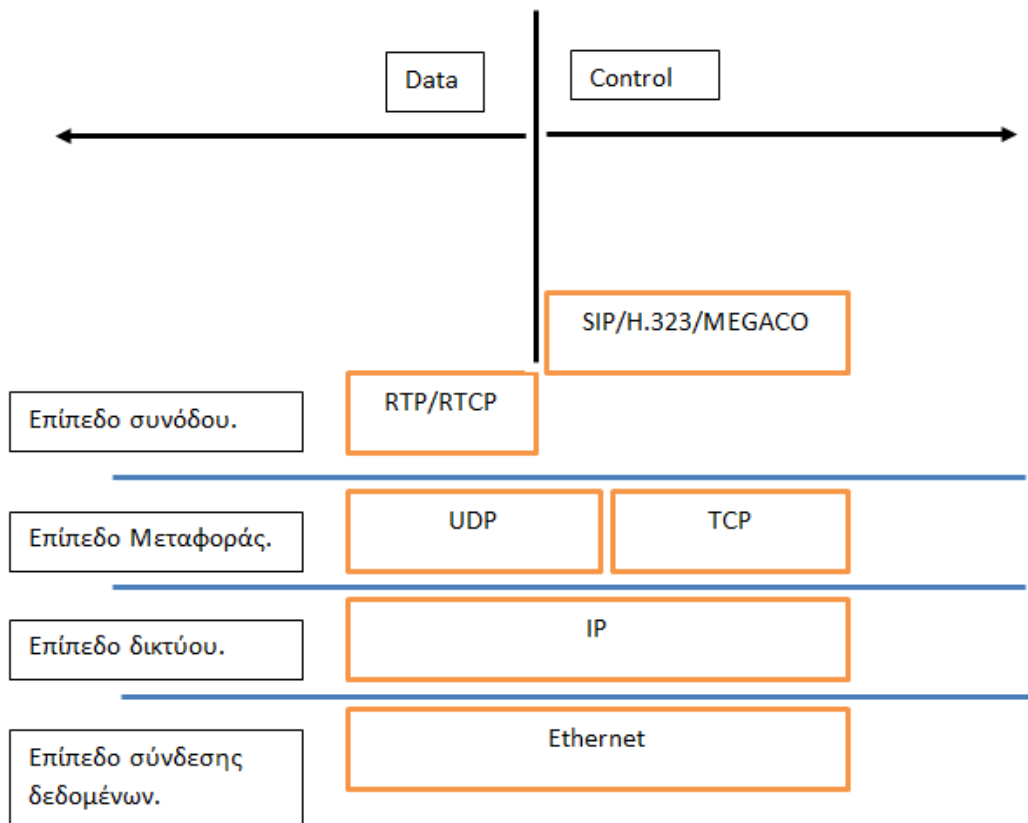 Data
Control
SIP/H.323/MEGACO
RTP/RTCP
Επίπεδο συνόδου.
UDP
TCP
Επίπεδο Μεταφοράς.
IP
Επίπεδο δικτύου.
Ethernet
Επίπεδο σύνδεσης
δεδομένων.